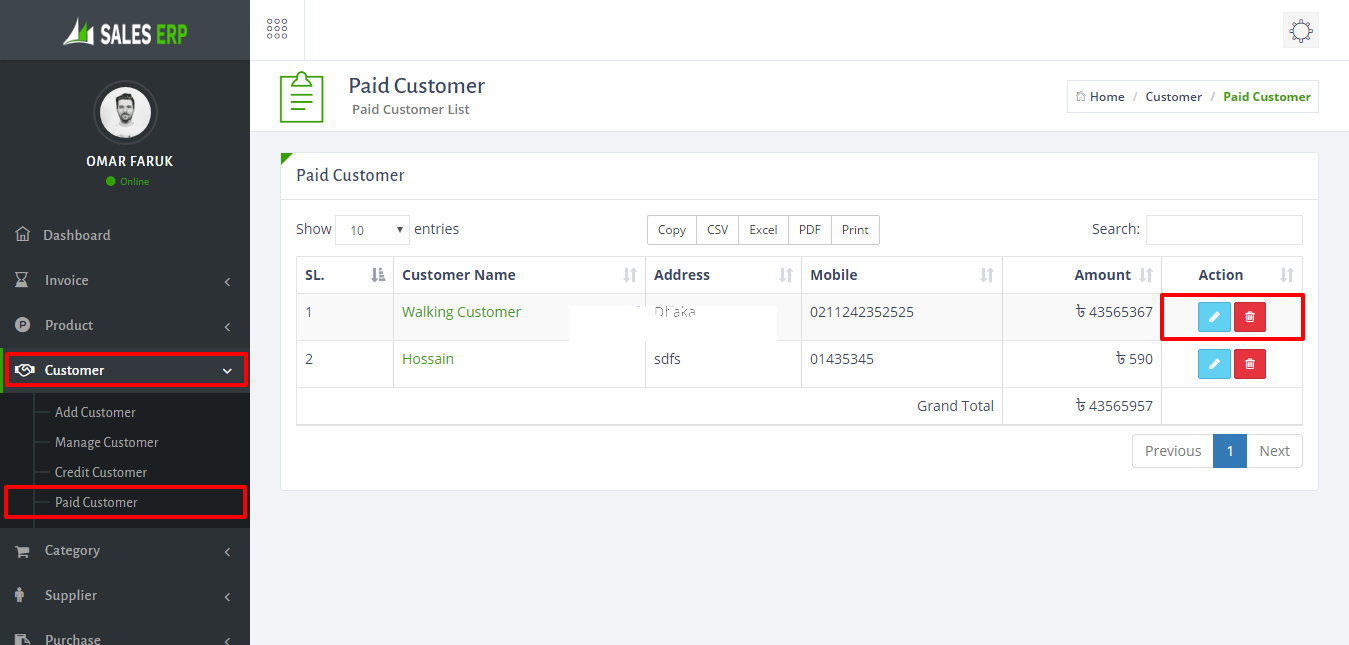 SALES ERP
OMAR FARUK
Online
Dashboard
Invoice
Product
Customer
Add Customer
Manage Customer
Credit Customer
Paid Customer
Category
Supplier
Purchase
Paid Customer
Paid Customer List
Home / Customer / Paid Customer
Paid Customer
Show 10 entries
Copy CSV Excel PDF Print
Search:
SL. Customer Name Address Mobile Amount Action
1 Walking Customer Dhaka 0211242352525 ৳ 43565367
2 Hossain sdfs 01435345 ৳ 590
Grand Total ৳ 43565957
Previous 1 Next